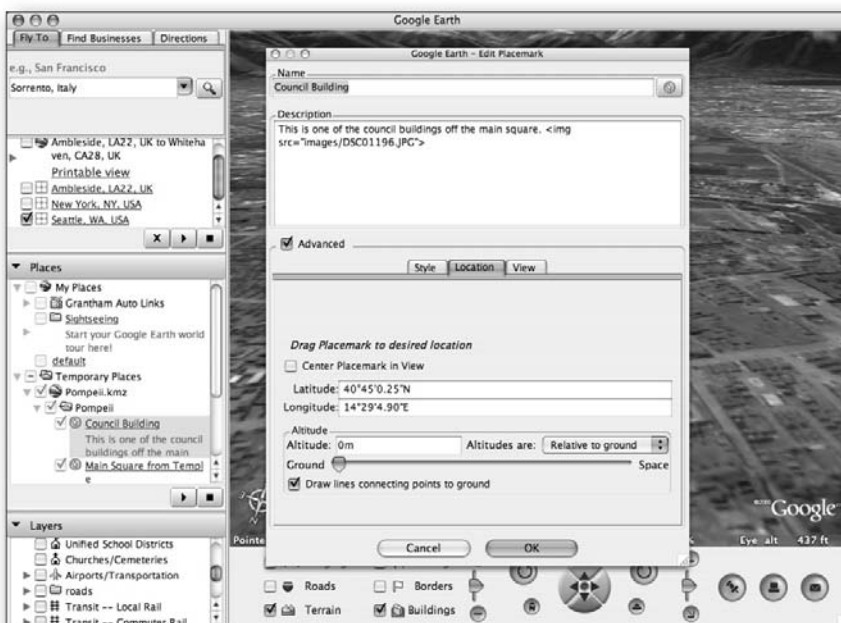 Google Earth
Fly To
Find Businesses
Directions
e.g., San Francisco
Sorrento, Italy
Ambleside, LA22, UK to Whiteha
ven, CA28, UK
Printable view
Ambleside, LA22, UK
New York, NY, USA
Seattle, WA, USA
Places
My Places
Grantham Auto Links
Sightseeing
Start your Google Earth world
tour here!
default
Temporary Places
Pompeii.kmz
Pompeii
Council Building
This is one of the council
buildings off the main
Main Square from Templ
e
Layers
Unified School Districts
Churches/Cemeteries
Airports/Transportation
roads
Transit -- Local Rail
Transit -- Commuter Rail
Google Earth - Edit Placemark
Name
Council Building
Description
This is one of the council buildings off the main square. <img
src="images/DSC01196.JPG">
Advanced
Style
Location
View
Drag Placemark to desired location
Center Placemark in View
Latitude: 40°45'0.25"N
Longitude: 14°29'4.90"E
Altitude
Altitude: 0m
Altitudes are: Relative to ground
Ground
Space
Draw lines connecting points to ground
Cancel
OK
Google
Pointe
%
Eye alt 437 ft
Roads
Borders
Terrain
Buildings